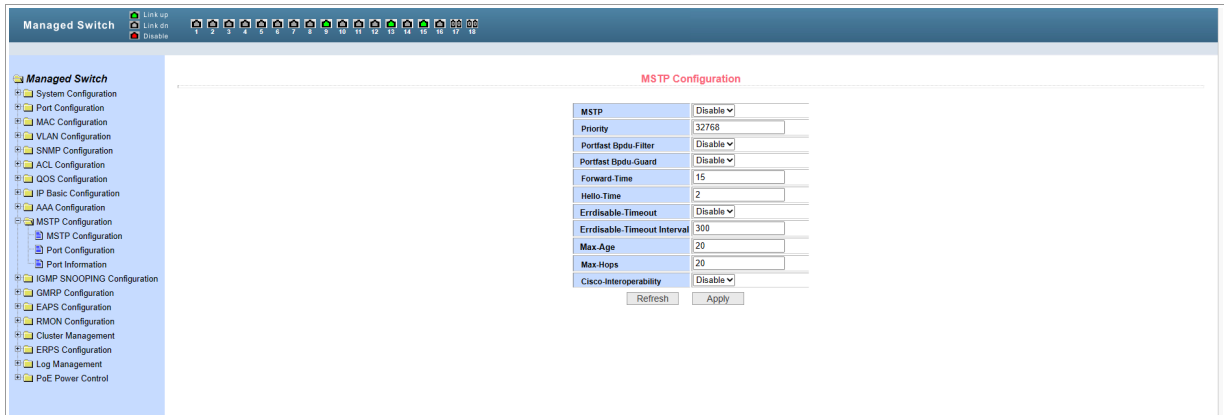 Managed Switch
Link up
Link dn
Disable
1 2 3 4 5 6 7 8 9 10 11 12 13 14 15 16 17 18
Managed Switch
System Configuration
Port Configuration
MAC Configuration
VLAN Configuration
SNMP Configuration
ACL Configuration
QOS Configuration
IP Basic Configuration
AAA Configuration
MSTP Configuration
MSTP Configuration
Port Configuration
Port Information
IGMP SNOOPING Configuration
GMRP Configuration
EAPS Configuration
RMON Configuration
Cluster Management
ERPS Configuration
Log Management
PoE Power Control
MSTP Configuration
MSTP Disable
Priority 32768
Portfast Bpdu-Filter Disable
Portfast Bpdu-Guard Disable
Forward-Time 15
Hello-Time 2
Errdisable-Timeout Disable
Errdisable-Timeout Interval 300
Max-Age 20
Max-Hops 20
Cisco-Interoperability Disable
Refresh Apply